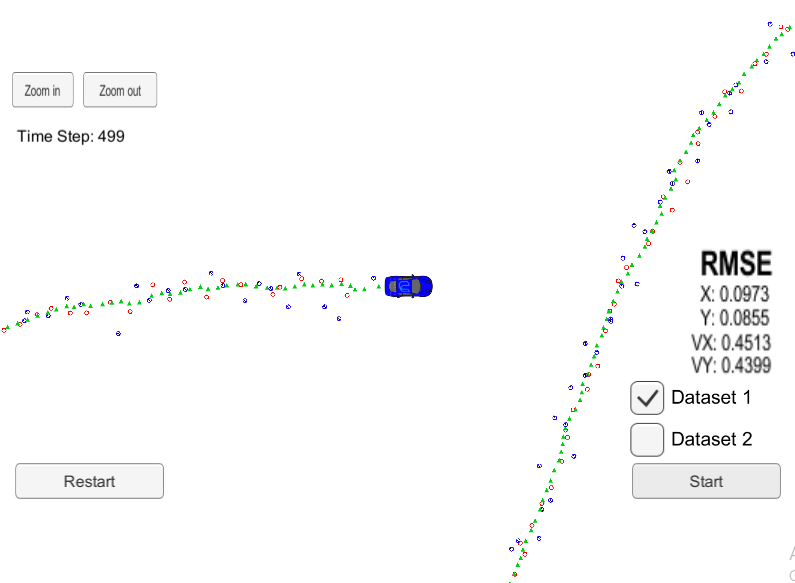 Zoom in
Zoom out
Time Step: 499
RMSE
X: 0.0973
Y: 0.0855
VX: 0.4513
VY: 0.4399
Dataset 1
Dataset 2
Restart
Start